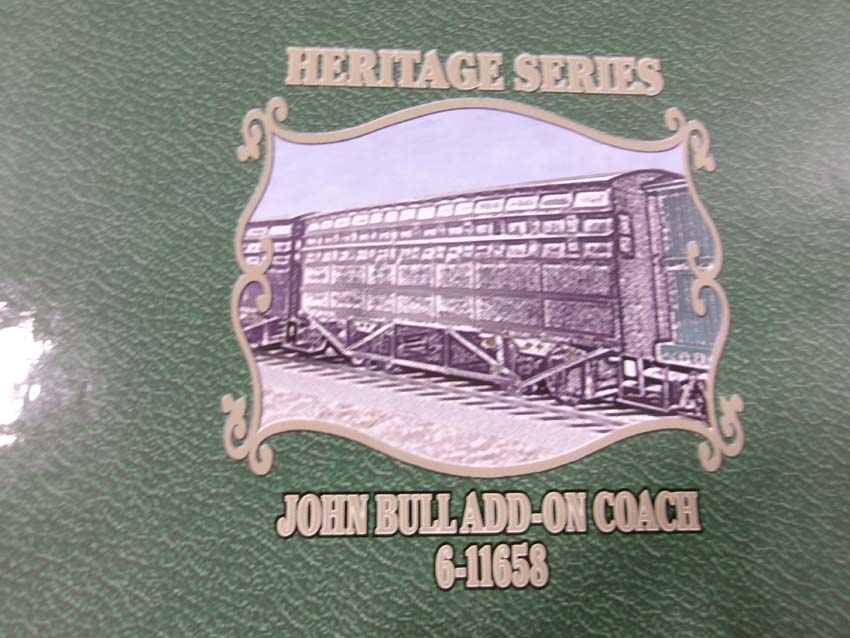 HERITAGE SERIES
JOHN BULL ADD-ON COACH
6-11658